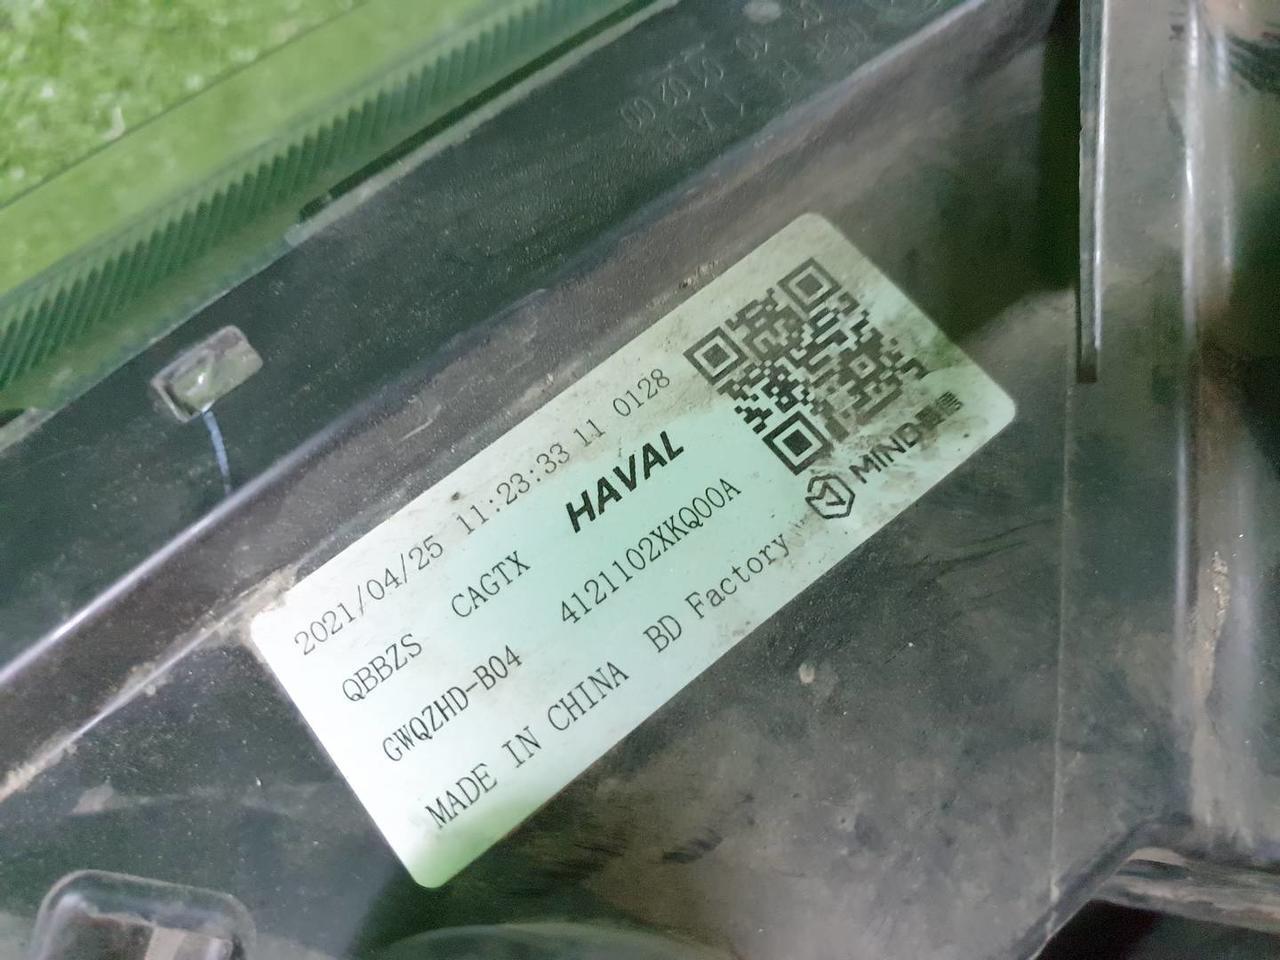 2021/04/25 11:23:33 11 0128
QBBZS CAGTX HAVAL
GWQZHD-B04 4121102XKQ00A
MADE IN CHINA BD Factory
MIND